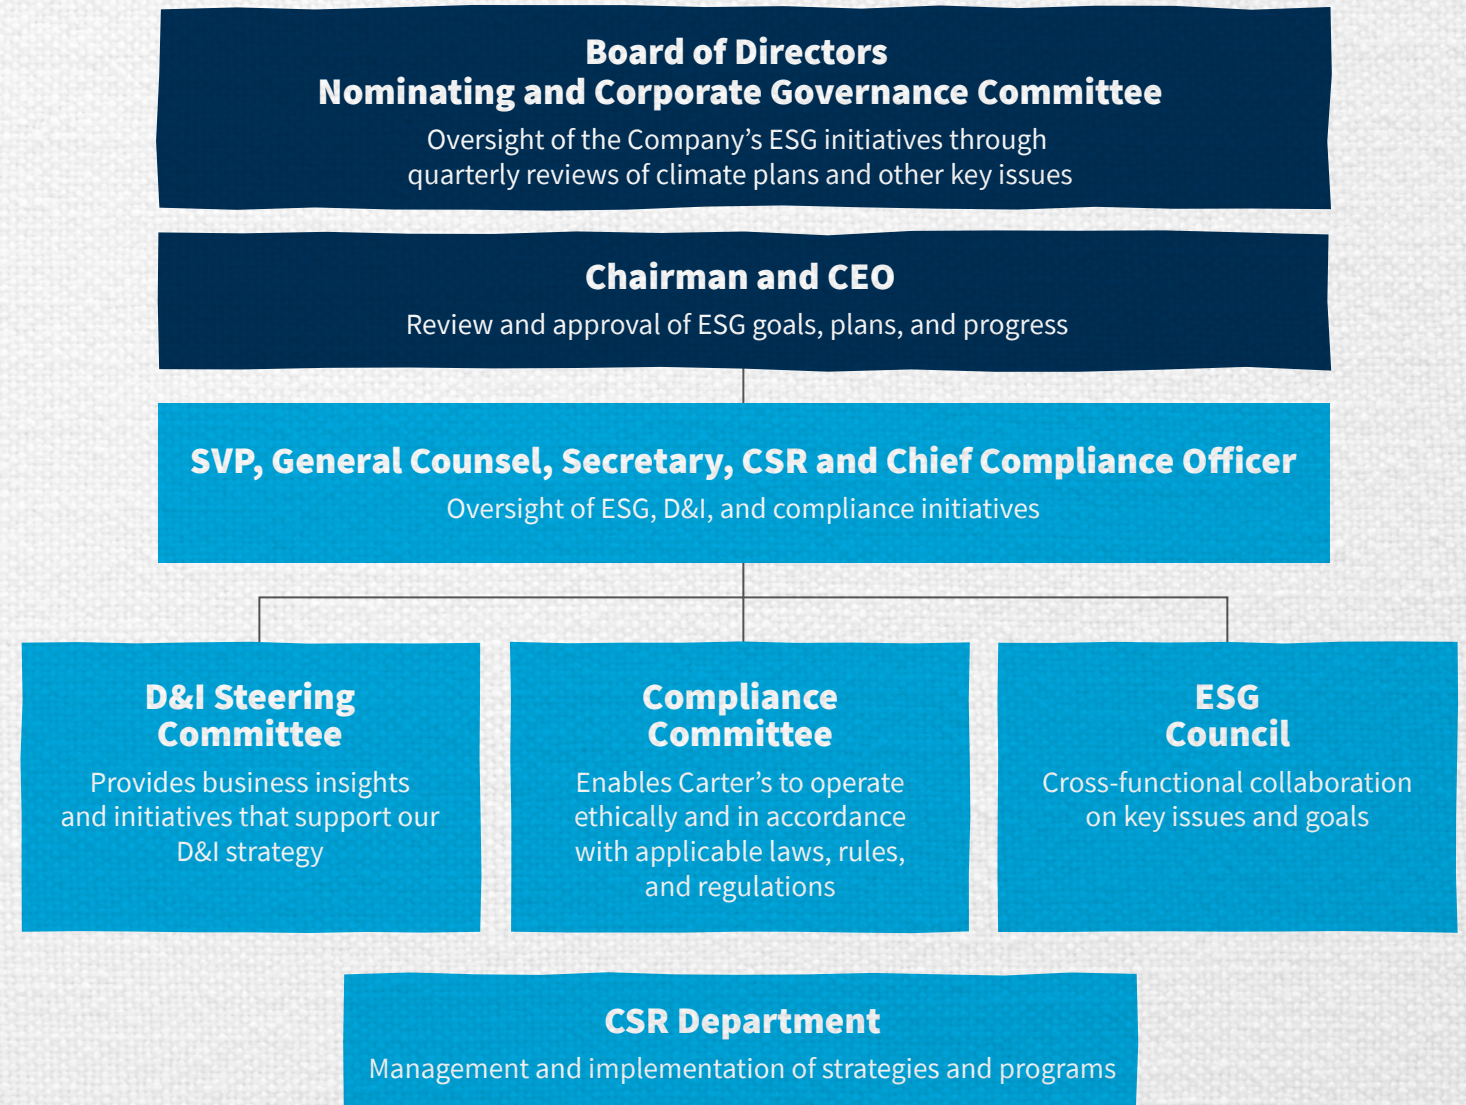 Board of Directors
Nominating and Corporate Governance Committee
Oversight of the Company’s ESG initiatives through
quarterly reviews of climate plans and other key issues
Chairman and CEO
Review and approval of ESG goals, plans, and progress
SVP, General Counsel, Secretary, CSR and Chief Compliance Officer
Oversight of ESG, D&I, and compliance initiatives
D&I Steering
Committee
Provides business insights
and initiatives that support our
D&I strategy
Compliance
Committee
Enables Carter’s to operate
ethically and in accordance
with applicable laws, rules,
and regulations
ESG
Council
Cross-functional collaboration
on key issues and goals
CSR Department
Management and implementation of strategies and programs